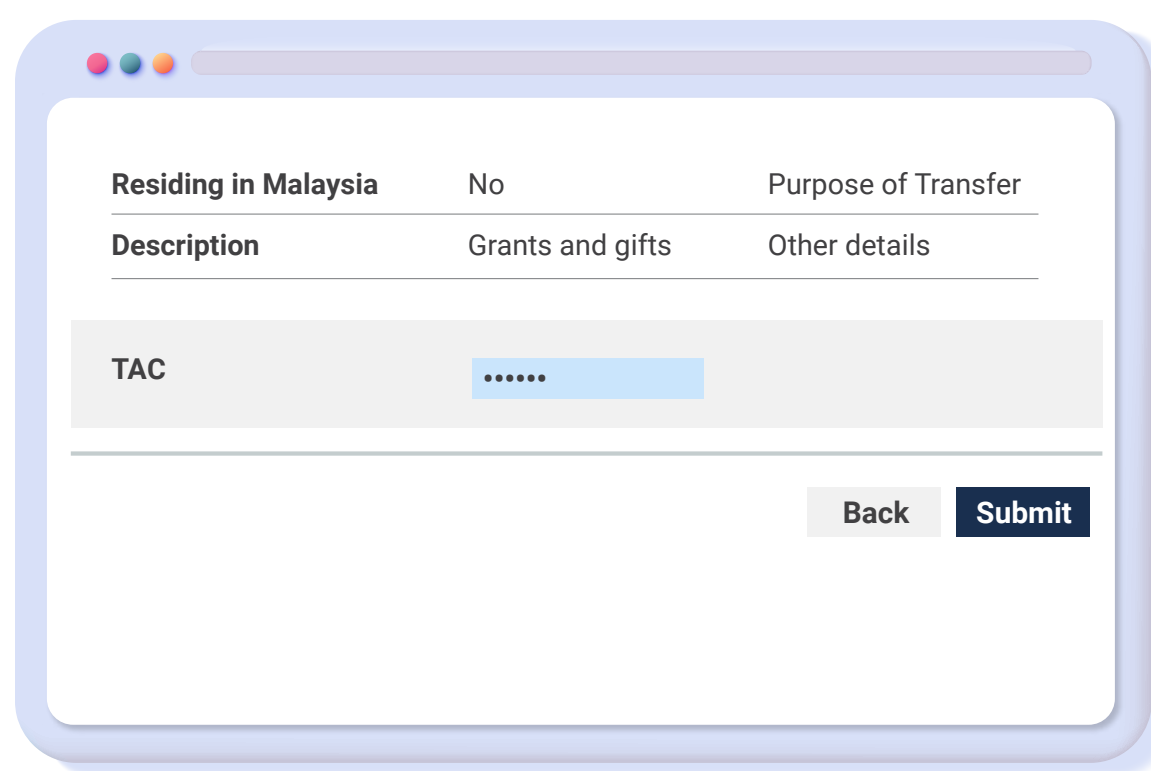 Residing in Malaysia No Purpose of Transfer
Description Grants and gifts Other details
TAC ••••••
Back Submit